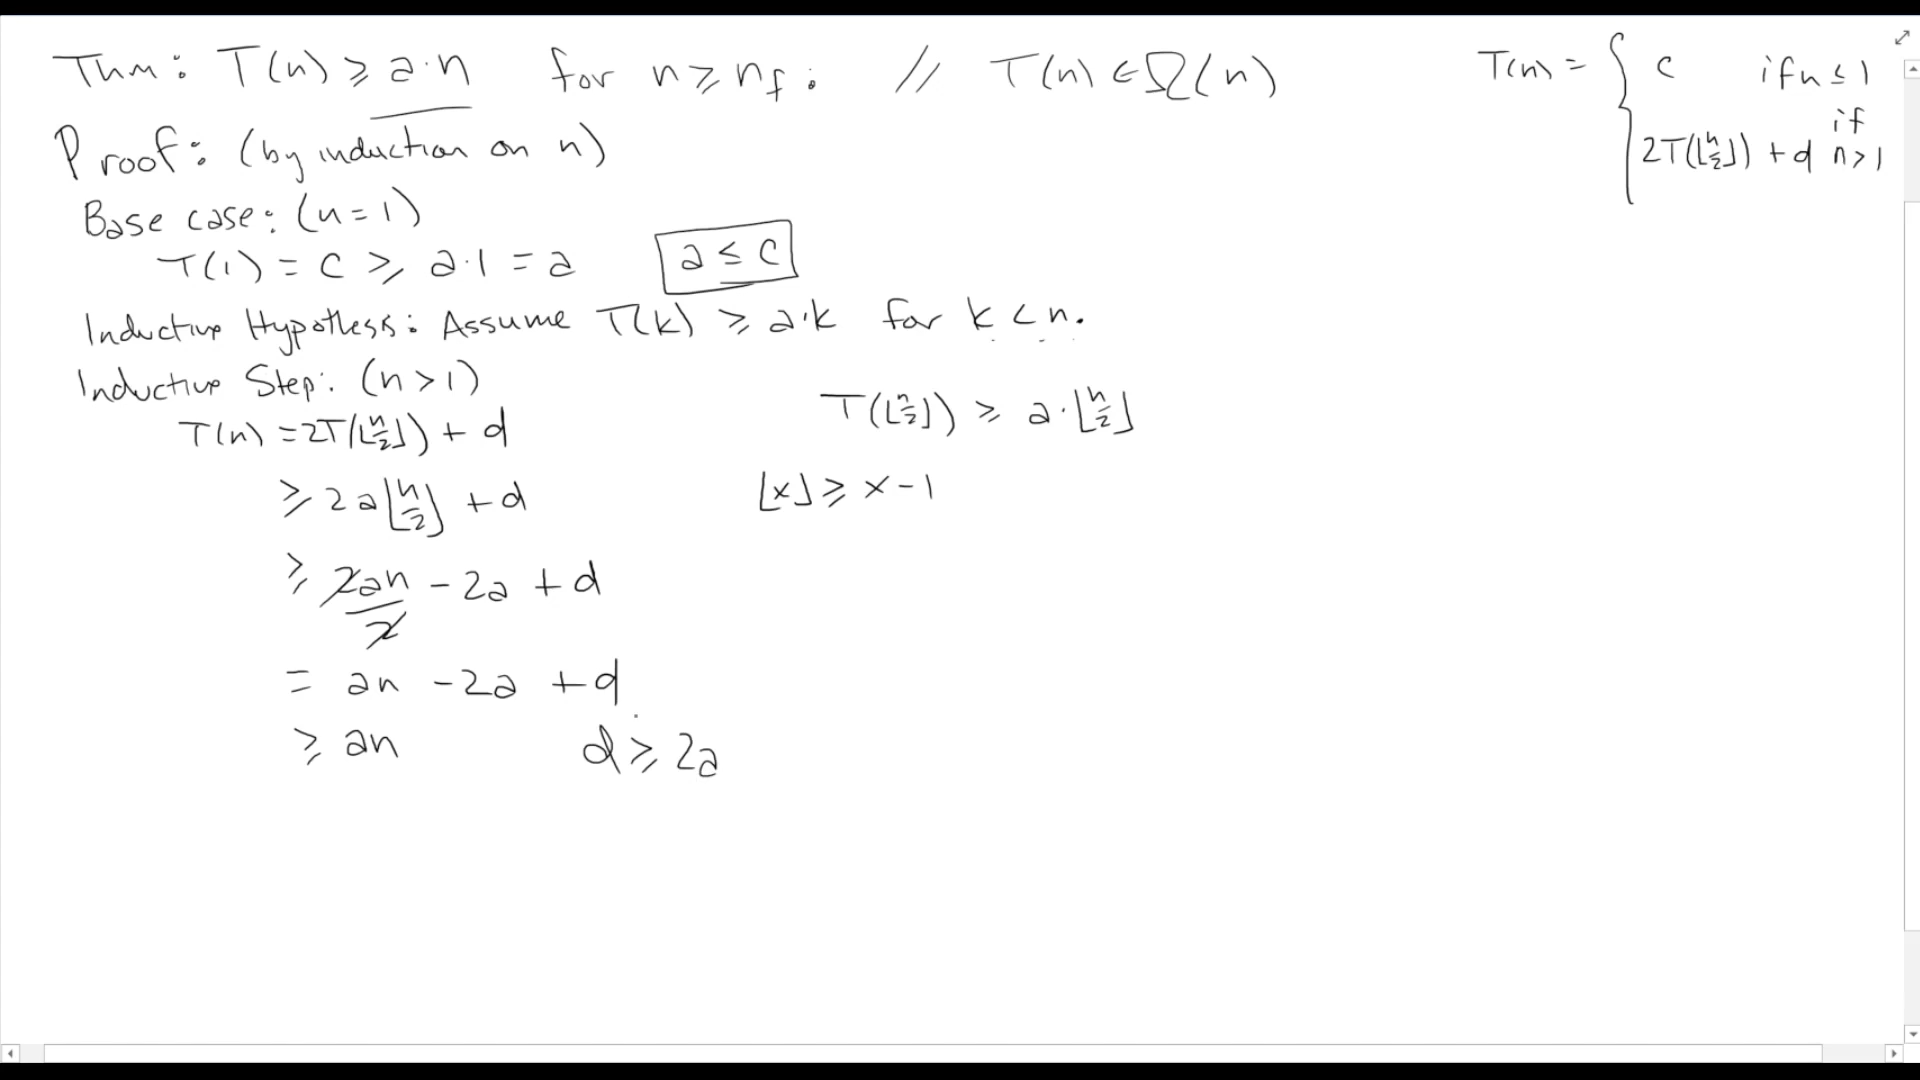 Thm: T(n) ≥ a·n for n ≥ n_f: // T(n) ∈ Ω(n)
T(n) = { c if n ≤ 1
2T(⌊n/2⌋) + d if n > 1
Proof: (by induction on n)
Base case: (n = 1)
T(1) = c ≥ a·1 = a a ≤ c
Inductive Hypothesis: Assume T(k) ≥ a·k for k < n.
Inductive Step: (n > 1)
T(n) = 2T(⌊n/2⌋) + d T(⌊n/2⌋) ≥ a·⌊n/2⌋
≥ 2a⌊n/2⌋ + d ⌊x⌋ ≥ x - 1
≥ 2an/2 - 2a + d
= an - 2a + d
≥ an d ≥ 2a